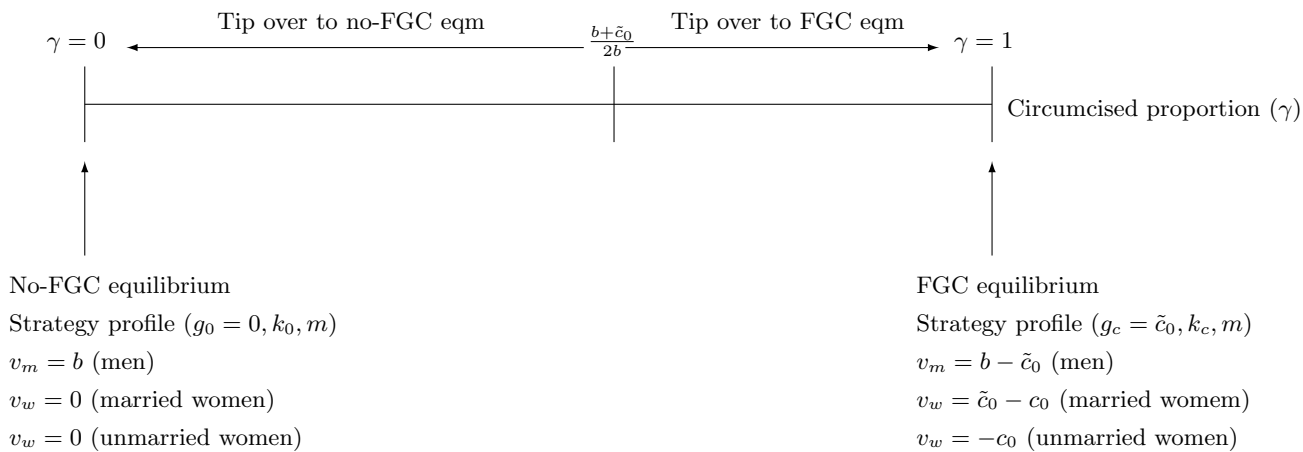 Tip over to no-FGC eqm
Tip over to FGC eqm
γ = 0
(b+c̃₀)/(2b)
γ = 1
Circumcised proportion (γ)
No-FGC equilibrium
Strategy profile (g₀ = 0, k₀, m)
vₘ = b (men)
v_w = 0 (married women)
v_w = 0 (unmarried women)
FGC equilibrium
Strategy profile (g_c = c̃₀, k_c, m)
vₘ = b − c̃₀ (men)
v_w = c̃₀ − c₀ (married womem)
v_w = −c₀ (unmarried women)